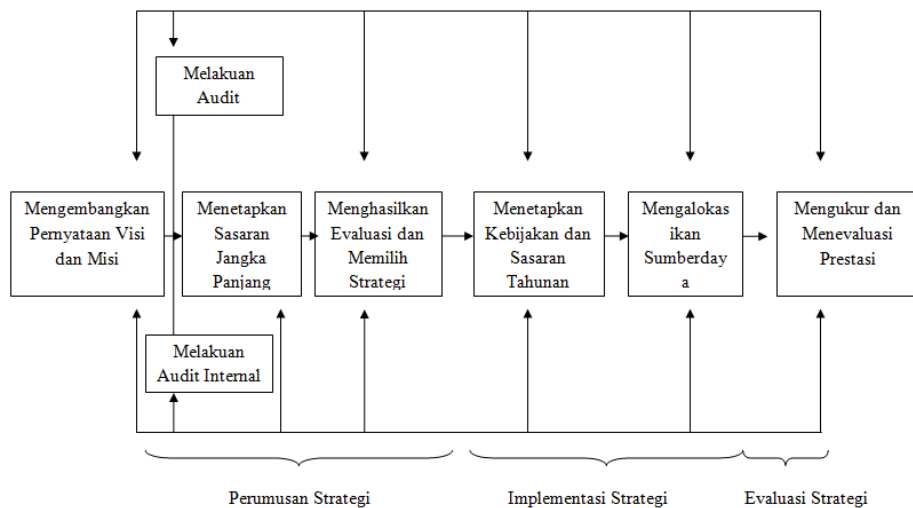 Melakuan
Audit
Mengembangkan
Pernyataan Visi
dan Misi
Menetapkan
Sasaran
Jangka
Panjang
Menghasilkan
Evaluasi dan
Memilih
Strategi
Menetapkan
Kebijakan dan
Sasaran
Tahunan
Mengalokas
ikan
Sumberday
a
Mengukur dan
Menevaluasi
Prestasi
Melakuan
Audit Internal
Perumusan Strategi
Implementasi Strategi
Evaluasi Strategi